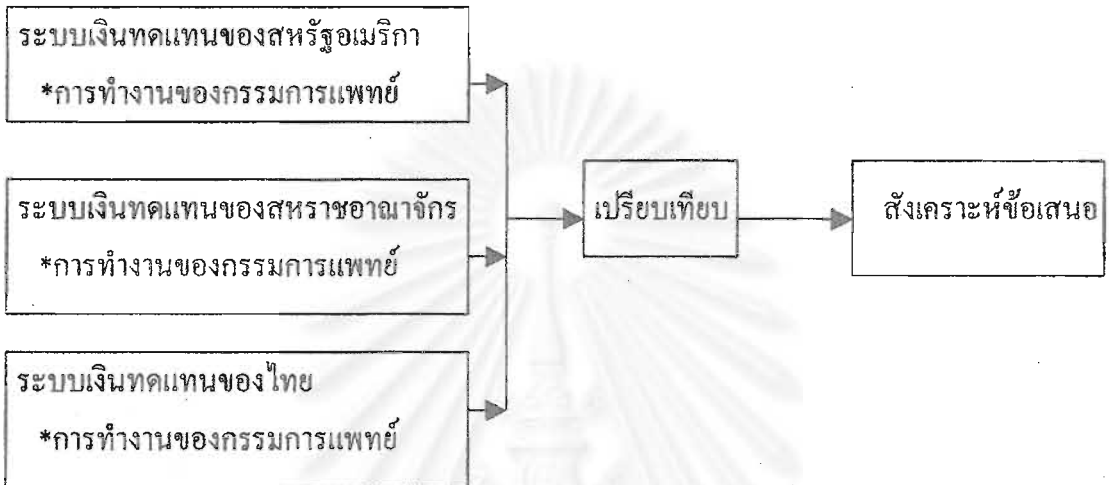 ระบบเงินทดแทนของสหรัฐอเมริกา
*การทำงานของกรรมการแพทย์
ระบบเงินทดแทนของสหราชอาณาจักร
*การทำงานของกรรมการแพทย์
ระบบเงินทดแทนของไทย
*การทำงานของกรรมการแพทย์
เปรียบเทียบ
สังเคราะห์ข้อเสนอ